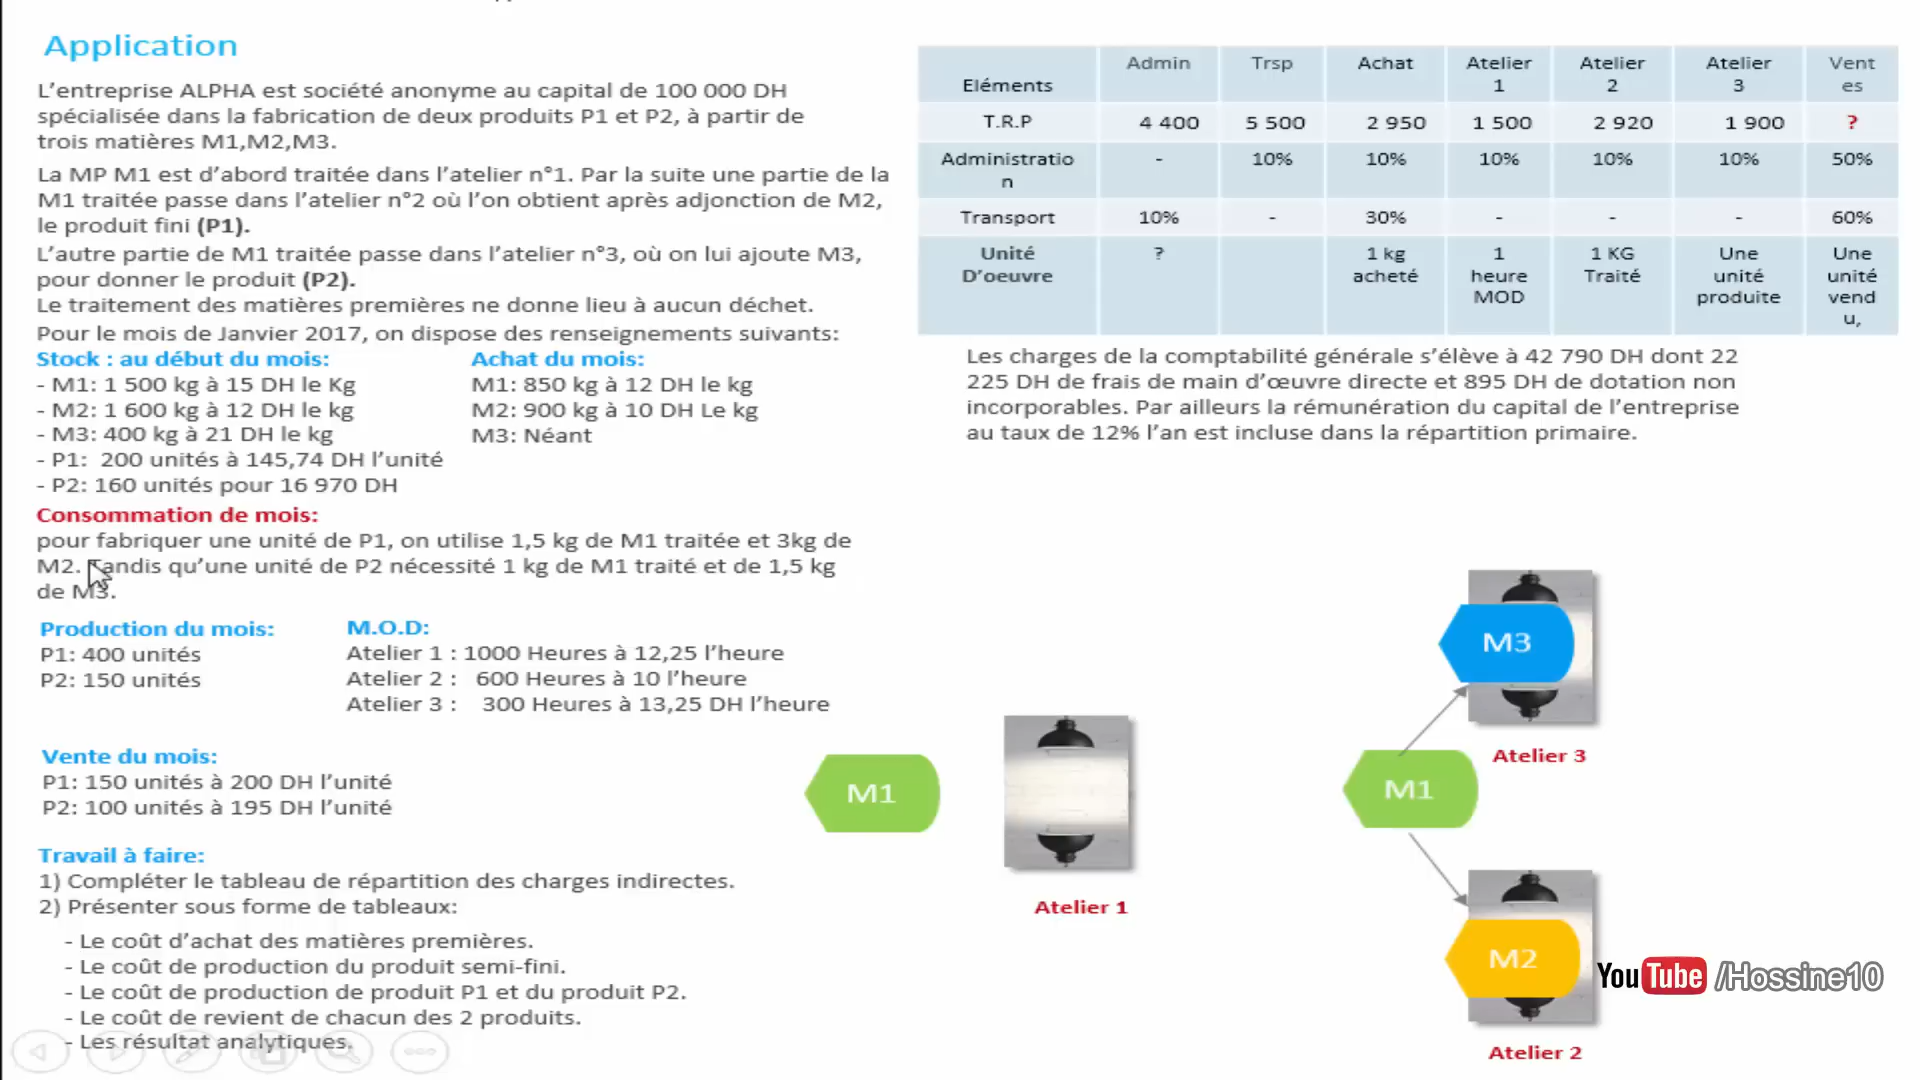 Application
L'entreprise ALPHA est société anonyme au capital de 100 000 DH
spécialisée dans la fabrication de deux produits P1 et P2, à partir de
trois matières M1,M2,M3.
La MP M1 est d'abord traitée dans l'atelier n°1. Par la suite une partie de la
M1 traitée passe dans l'atelier n°2 où l'on obtient après adjonction de M2,
le produit fini (P1).
L'autre partie de M1 traitée passe dans l'atelier n°3, où on lui ajoute M3,
pour donner le produit (P2).
Le traitement des matières premières ne donne lieu à aucun déchet.
Pour le mois de Janvier 2017, on dispose des renseignements suivants:
Stock : au début du mois:
- M1: 1 500 kg à 15 DH le Kg
- M2: 1 600 kg à 12 DH le kg
- M3: 400 kg à 21 DH le kg
- P1: 200 unités à 145,74 DH l'unité
- P2: 160 unités pour 16 970 DH
Achat du mois:
M1: 850 kg à 12 DH le kg
M2: 900 kg à 10 DH Le kg
M3: Néant
Consommation de mois:
pour fabriquer une unité de P1, on utilise 1,5 kg de M1 traitée et 3kg de
M2. Tandis qu'une unité de P2 nécessité 1 kg de M1 traité et de 1,5 kg
de M3.
Production du mois:
P1: 400 unités
P2: 150 unités
M.O.D:
Atelier 1 : 1000 Heures à 12,25 l'heure
Atelier 2 : 600 Heures à 10 l'heure
Atelier 3 : 300 Heures à 13,25 DH l'heure
Vente du mois:
P1: 150 unités à 200 DH l'unité
P2: 100 unités à 195 DH l'unité
Travail à faire:
1) Compléter le tableau de répartition des charges indirectes.
2) Présenter sous forme de tableaux:
- Le coût d'achat des matières premières.
- Le coût de production du produit semi-fini.
- Le coût de production de produit P1 et du produit P2.
- Le coût de revient de chacun des 2 produits.
- Les résultat analytiques.
Eléments Admin Trsp Achat Atelier 1 Atelier 2 Atelier 3 Vent es
T.R.P 4 400 5 500 2 950 1 500 2 920 1 900 ?
Administratio n - 10% 10% 10% 10% 10% 50%
Transport 10% - 30% - - - 60%
Unité D'oeuvre ? 1 kg acheté 1 heure MOD 1 KG Traité Une unité produite Une unité vend u,
Les charges de la comptabilité générale s'élève à 42 790 DH dont 22
225 DH de frais de main d'œuvre directe et 895 DH de dotation non
incorporables. Par ailleurs la rémunération du capital de l'entreprise
au taux de 12% l'an est incluse dans la répartition primaire.
M3
Atelier 3
M1
Atelier 1
M1
M2
Atelier 2
YouTube /Hossine10